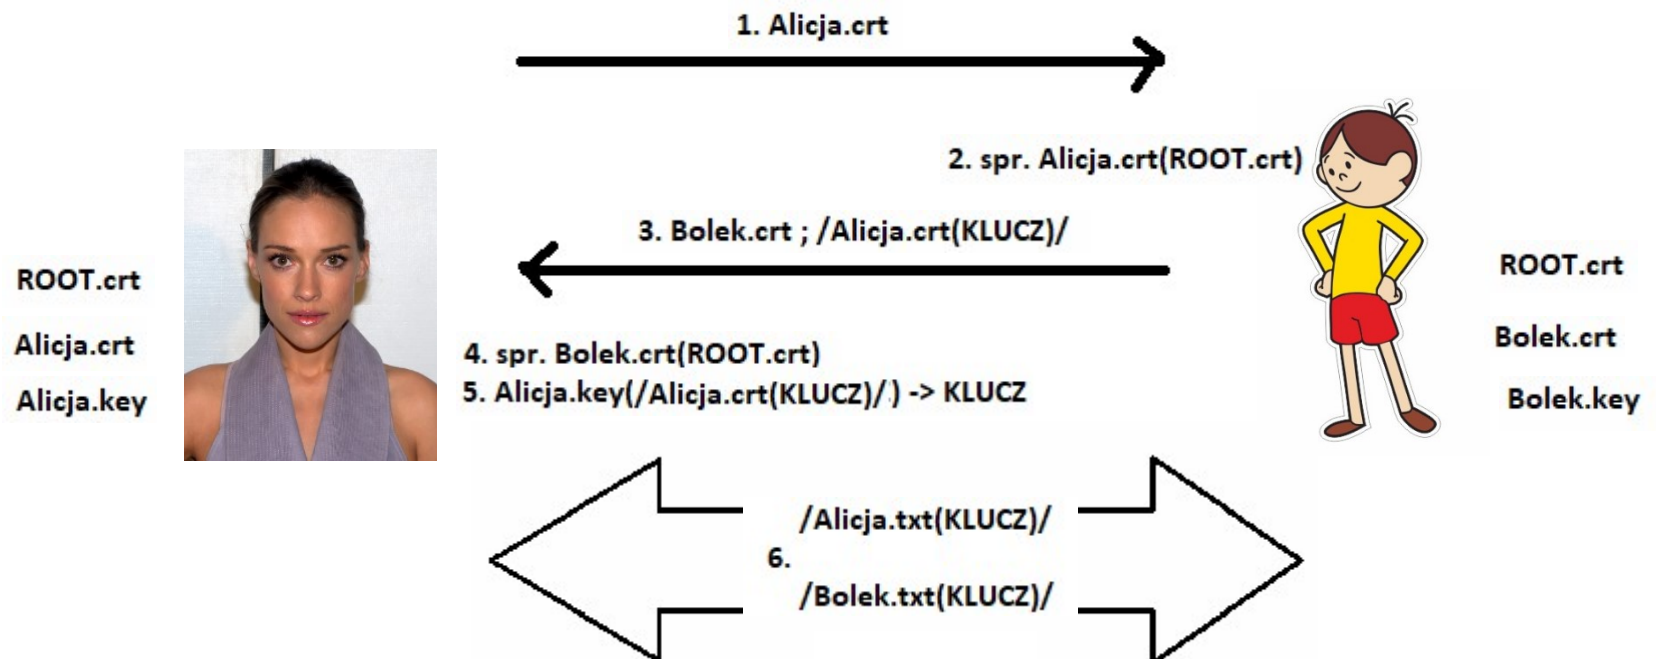 1. Alicja.crt
2. spr. Alicja.crt(ROOT.crt)
3. Bolek.crt ; /Alicja.crt(KLUCZ)/
ROOT.crt
Alicja.crt
Alicja.key
ROOT.crt
Bolek.crt
Bolek.key
4. spr. Bolek.crt(ROOT.crt)
5. Alicja.key(/Alicja.crt(KLUCZ)/.) -> KLUCZ
/Alicja.txt(KLUCZ)/
6.
/Bolek.txt(KLUCZ)/